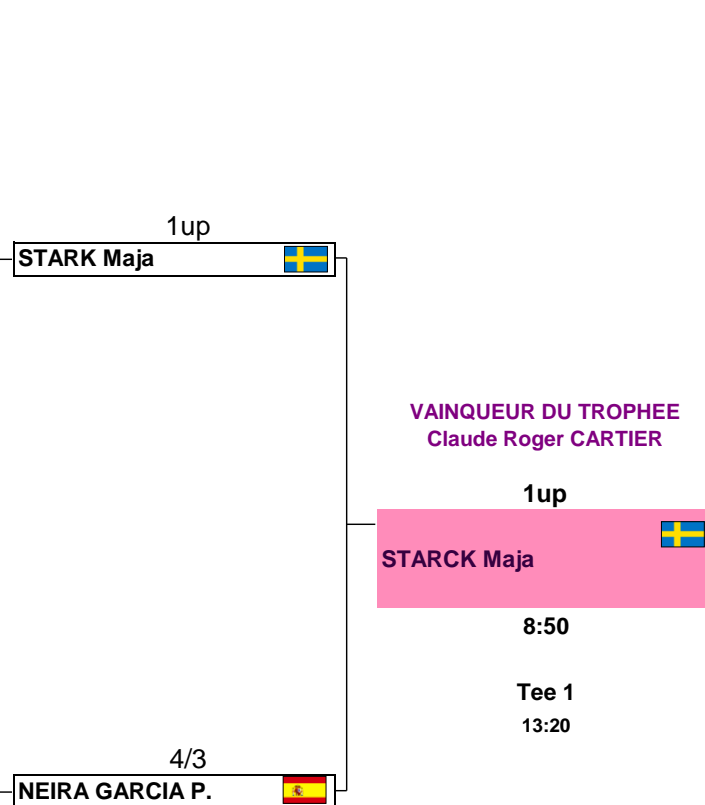 1up
STARK Maja
VAINQUEUR DU TROPHEE
Claude Roger CARTIER
1up
STARCK Maja
8:50
Tee 1
13:20
4/3
NEIRA GARCIA P.